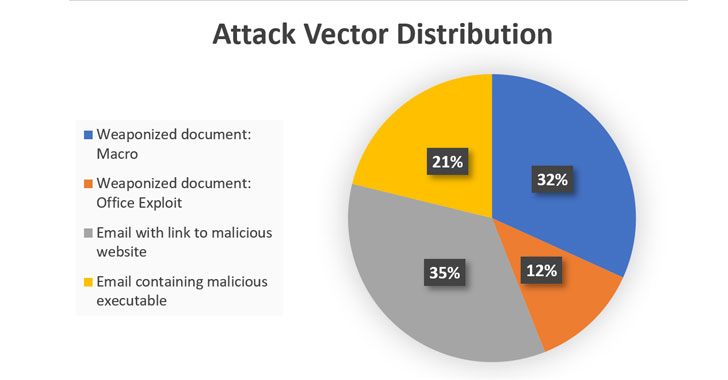 Attack Vector Distribution
Weaponized document:
Macro
Weaponized document:
Office Exploit
Email with link to malicious
website
Email containing malicious
executable
21%
32%
35%
12%